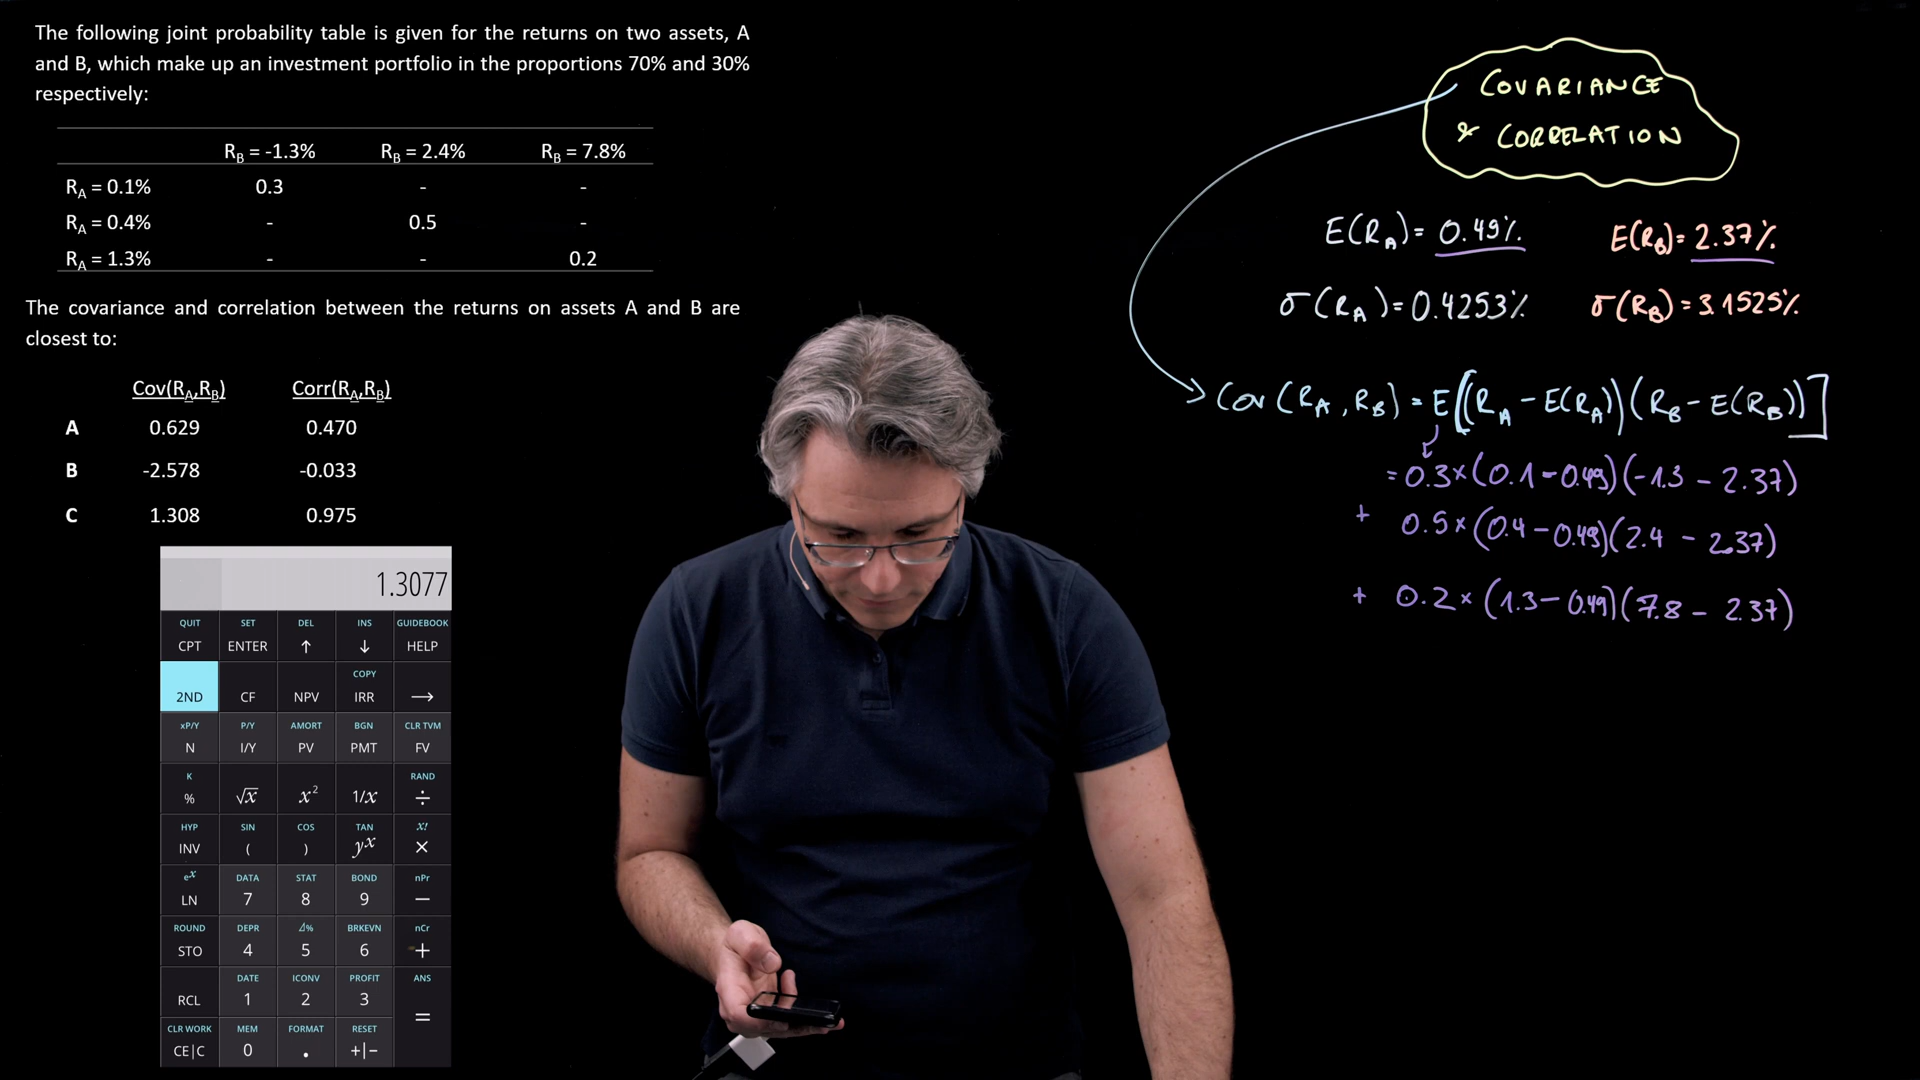 The following joint probability table is given for the returns on two assets, A
and B, which make up an investment portfolio in the proportions 70% and 30%
respectively:
R_B = -1.3% R_B = 2.4% R_B = 7.8%
R_A = 0.1% 0.3 - -
R_A = 0.4% - 0.5 -
R_A = 1.3% - - 0.2
The covariance and correlation between the returns on assets A and B are
closest to:
Cov(R_A,R_B) Corr(R_A,R_B)
A 0.629 0.470
B -2.578 -0.033
C 1.308 0.975
1.3077
QUIT SET DEL INS GUIDEBOOK
CPT ENTER ↑ ↓ HELP
COPY
2ND CF NPV IRR →
xP/Y P/Y AMORT BGN CLR TVM
N I/Y PV PMT FV
K RAND
% √x x² 1/x ÷
HYP SIN COS TAN x!
INV ( ) yˣ ×
eˣ DATA STAT BOND nPr
LN 7 8 9 −
ROUND DEPR Δ% BRKEVN nCr
STO 4 5 6 +
DATE ICONV PROFIT ANS
RCL 1 2 3 =
CLR WORK MEM FORMAT RESET
CE|C 0 . +|−
COVARIANCE
& CORRELATION
E(R_A) = 0.49% E(R_B) = 2.37%
σ(R_A) = 0.4253% σ(R_B) = 3.1525%
Cov(R_A, R_B) = E[(R_A − E(R_A))(R_B − E(R_B))]
= 0.3×(0.1−0.49)(−1.3 − 2.37)
+ 0.5×(0.4−0.49)(2.4 − 2.37)
+ 0.2×(1.3−0.49)(7.8 − 2.37)